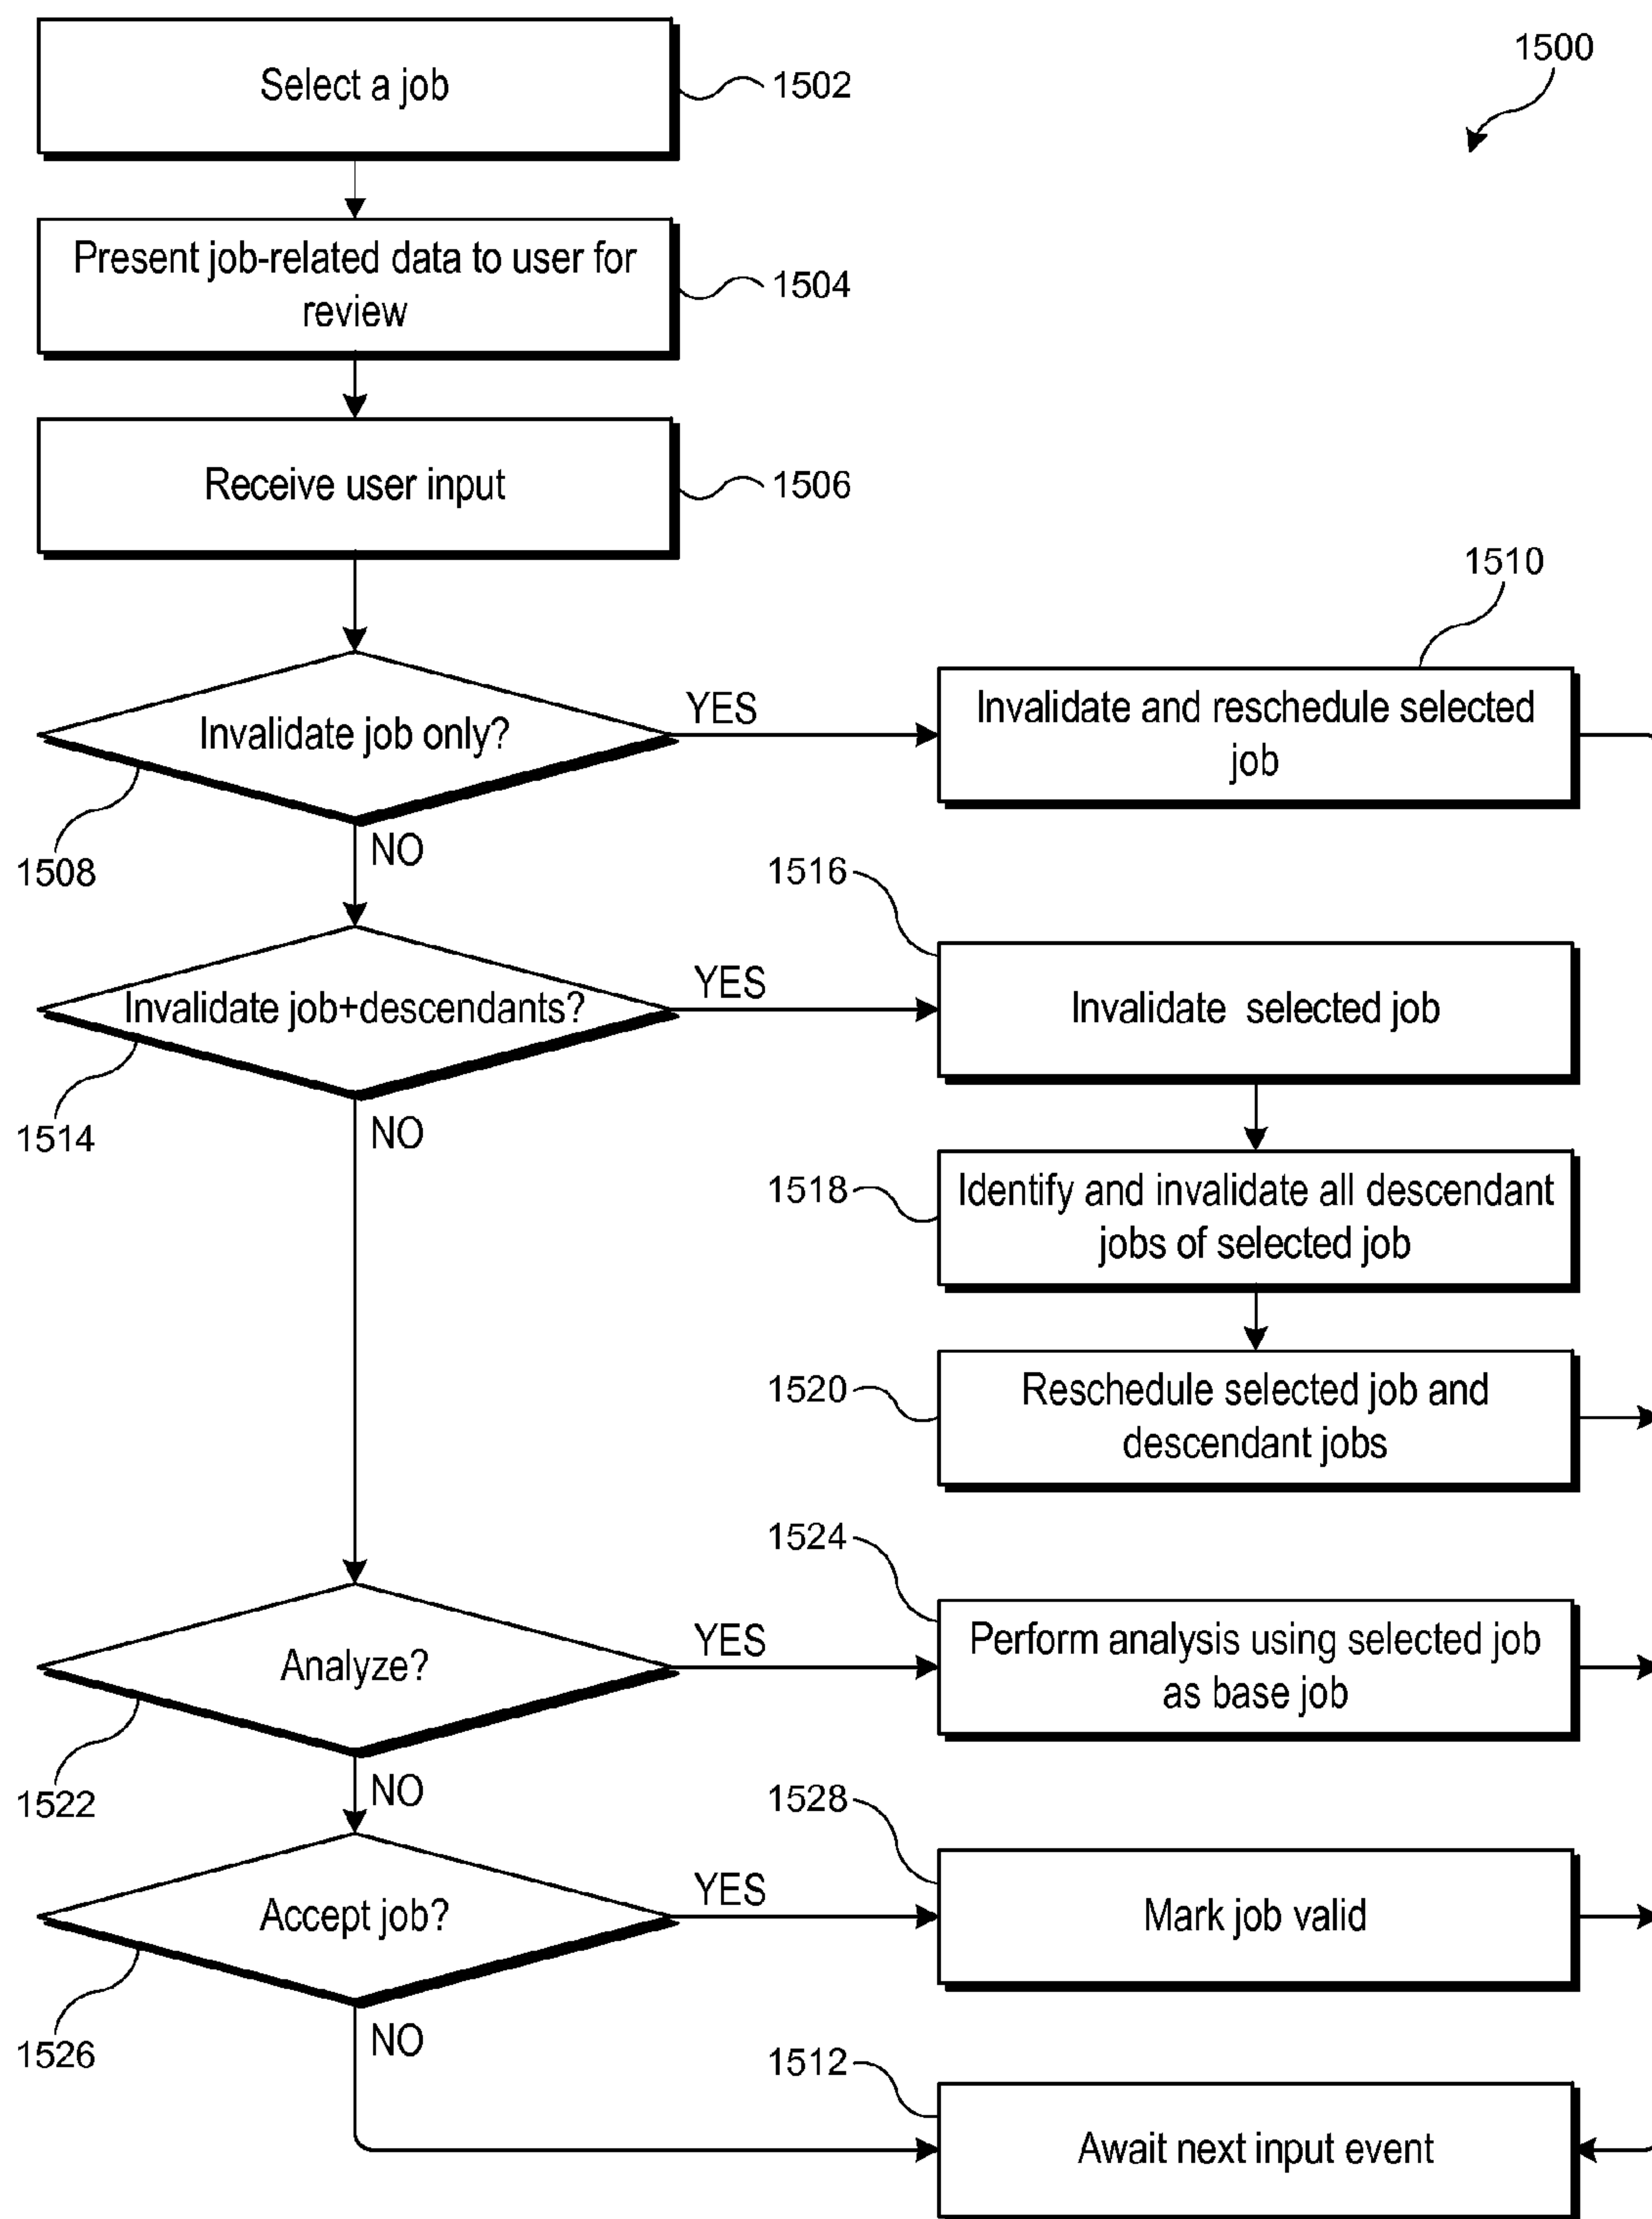 1500
Select a job
1502
Present job-related data to user for
review
1504
Receive user input
1506
1510
Invalidate job only?
YES
Invalidate and reschedule selected
job
1508
NO
1516
Invalidate job+descendants?
YES
Invalidate selected job
1514
NO
1518
Identify and invalidate all descendant
jobs of selected job
1520
Reschedule selected job and
descendant jobs
1524
Analyze?
YES
Perform analysis using selected job
as base job
1522
NO
1528
Accept job?
YES
Mark job valid
1526
NO
1512
Await next input event